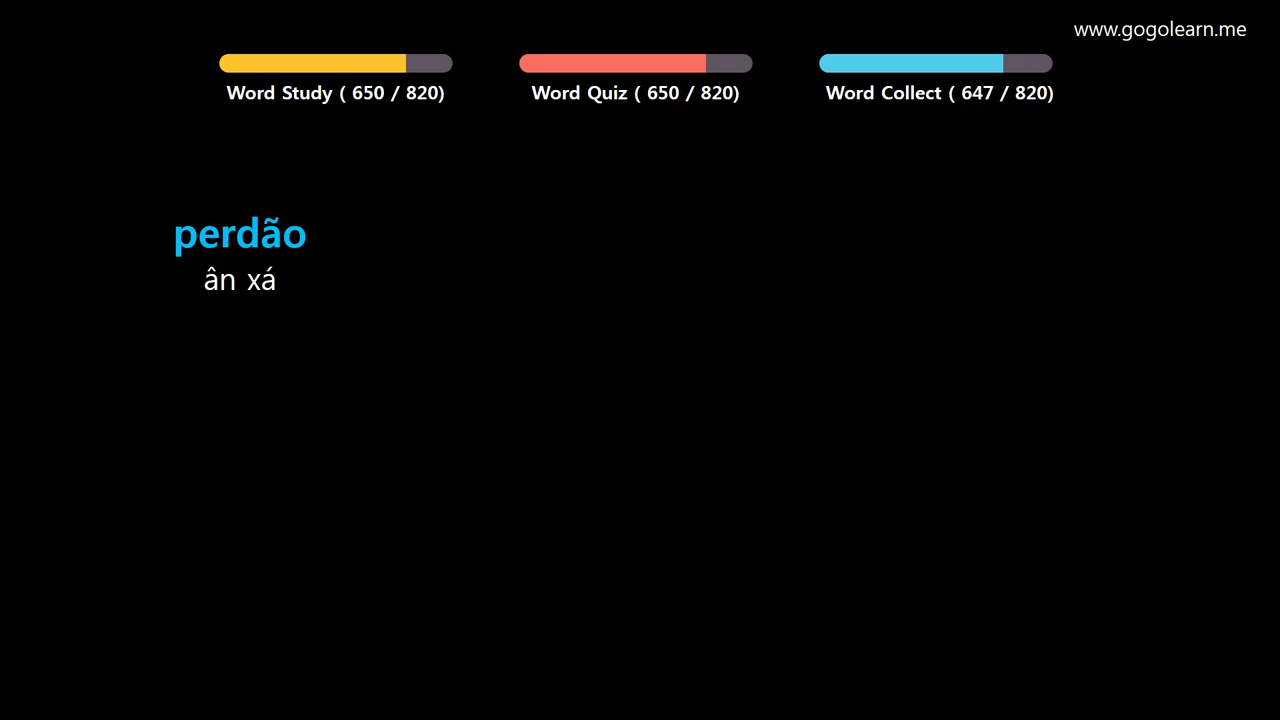 www.gogolearn.me
Word Study ( 650 / 820)
Word Quiz ( 650 / 820)
Word Collect ( 647 / 820)
perdão
ân xá